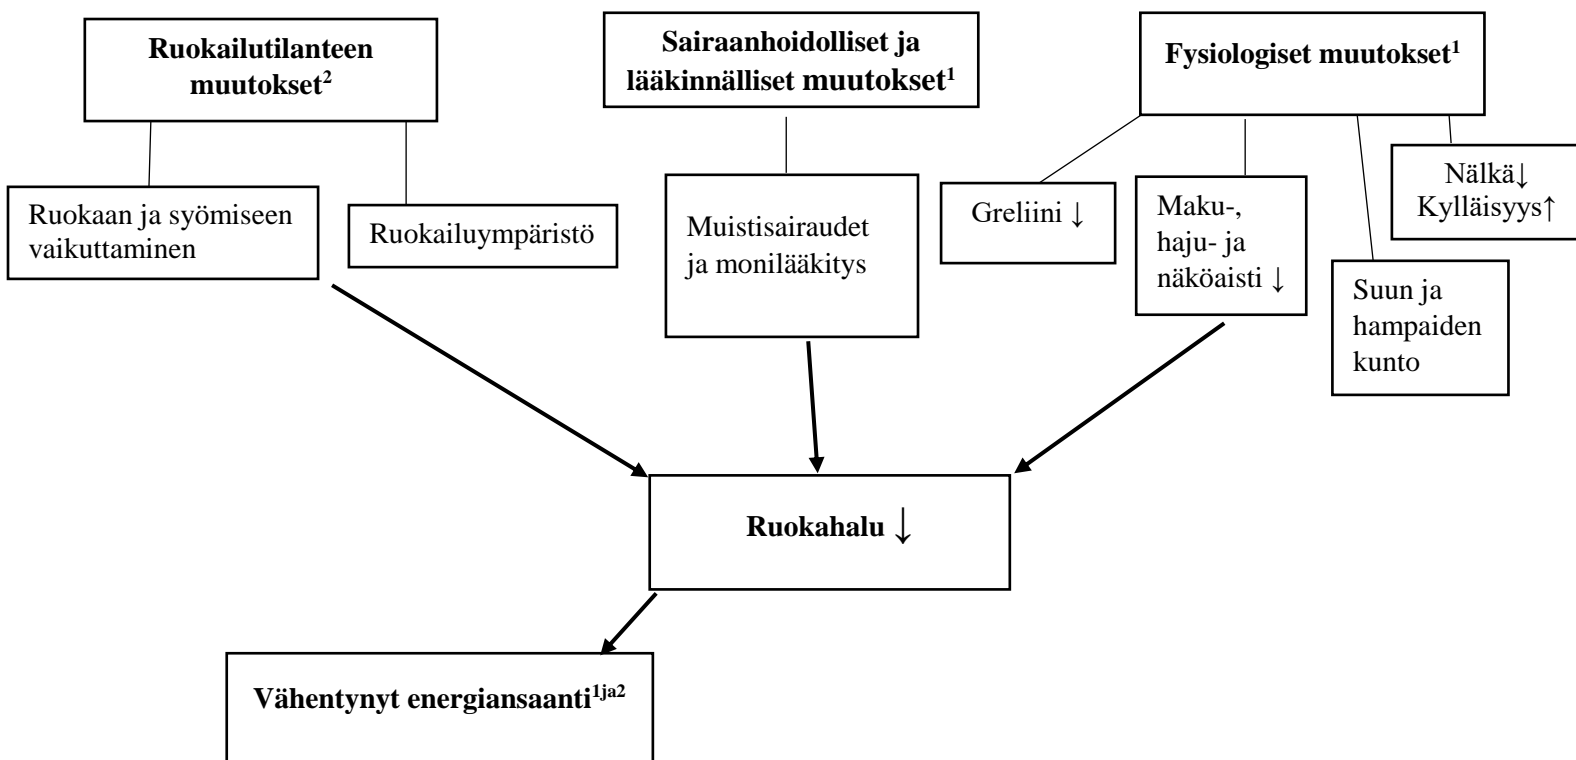 Ruokailutilanteen
muutokset²
Sairaanhoidolliset ja
lääkinnälliset muutokset¹
Fysiologiset muutokset¹
Ruokaan ja syömiseen
vaikuttaminen
Ruokailuympäristö
Muistisairaudet
ja monilääkitys
Greliini ↓
Maku-,
haju- ja
näköaisti ↓
Nälkä↓
Kylläisyys↑
Suun ja
hampaiden
kunto
Ruokahalu ↓
Vähentynyt energiansaanti¹ʲᵃ²